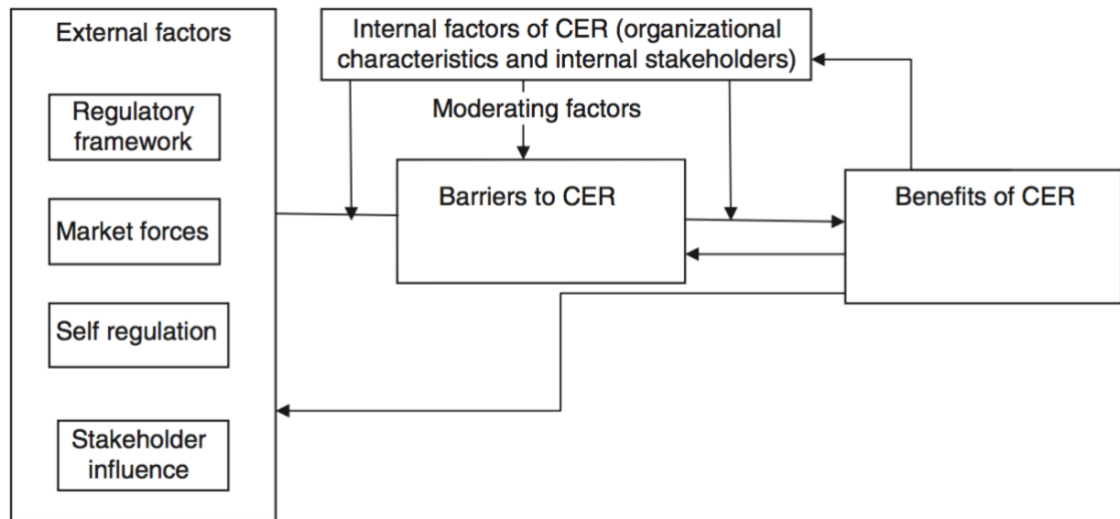 External factors
Regulatory
framework
Market forces
Self regulation
Stakeholder
influence
Internal factors of CER (organizational
characteristics and internal stakeholders)
Moderating factors
Barriers to CER
Benefits of CER